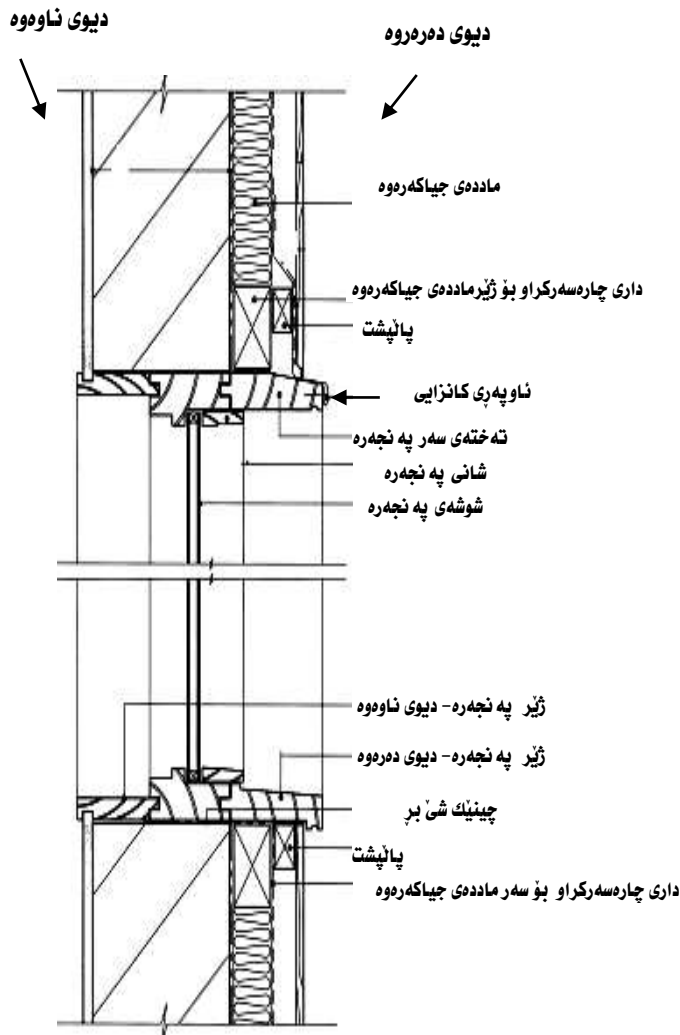 دیوی ناوەوە
دیوی دەرەروە
ماددەی جیاکەرەوە
داری چارەسەرکراو بۆ ژێرماددەی جیاکەرەوە
پاڵپشت
ئاوپەڕی کانزایی
تەختەی سەر پە نجەرە
شانی پە نجەرە
شوشەی پە نجەرە
ژێر پە نجەرە- دیوی ناوەوە
ژێر پە نجەرە- دیوی دەرەوە
چینێك شێ بڕ
پاڵپشت
داری چارەسەرکراو بۆ سەر ماددەی جیاکەرەوە